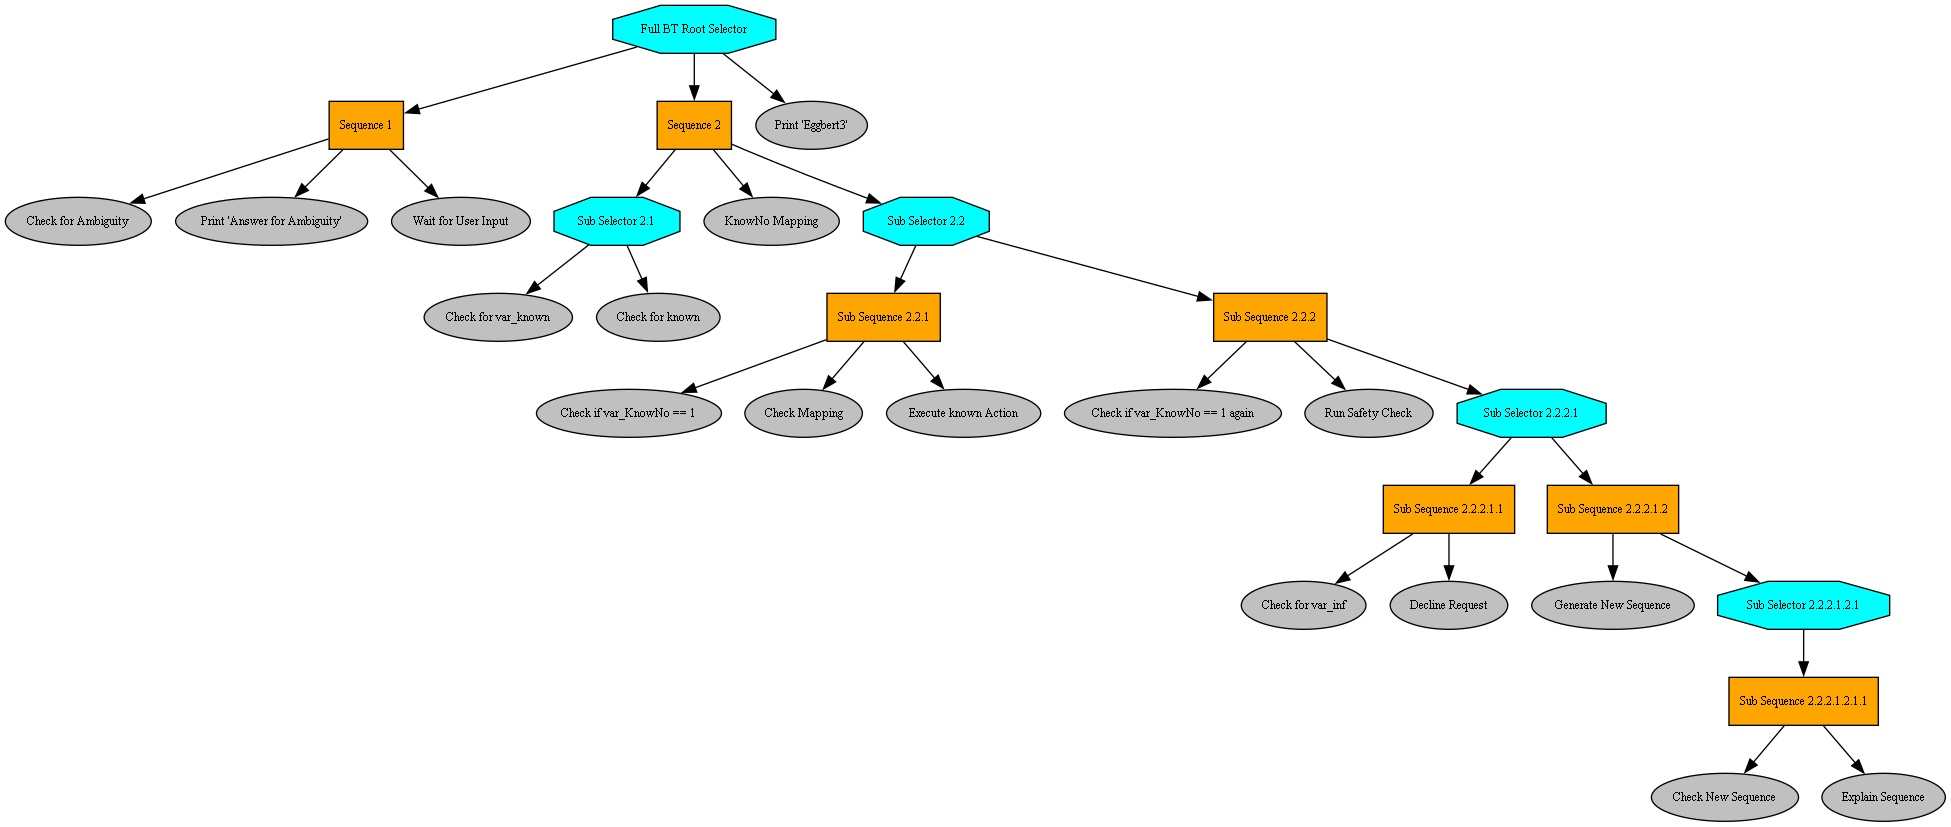 Full BT Root Selector
Sequence 1
Sequence 2
Print 'Eggbert3'
Check for Ambiguity
Print 'Answer for Ambiguity'
Wait for User Input
Sub Selector 2.1
KnowNo Mapping
Sub Selector 2.2
Check for var_known
Check for known
Sub Sequence 2.2.1
Sub Sequence 2.2.2
Check if var_KnowNo == 1
Check Mapping
Execute known Action
Check if var_KnowNo == 1 again
Run Safety Check
Sub Selector 2.2.2.1
Sub Sequence 2.2.2.1.1
Sub Sequence 2.2.2.1.2
Check for var_inf
Decline Request
Generate New Sequence
Sub Selector 2.2.2.1.2.1
Sub Sequence 2.2.2.1.2.1.1
Check New Sequence
Explain Sequence